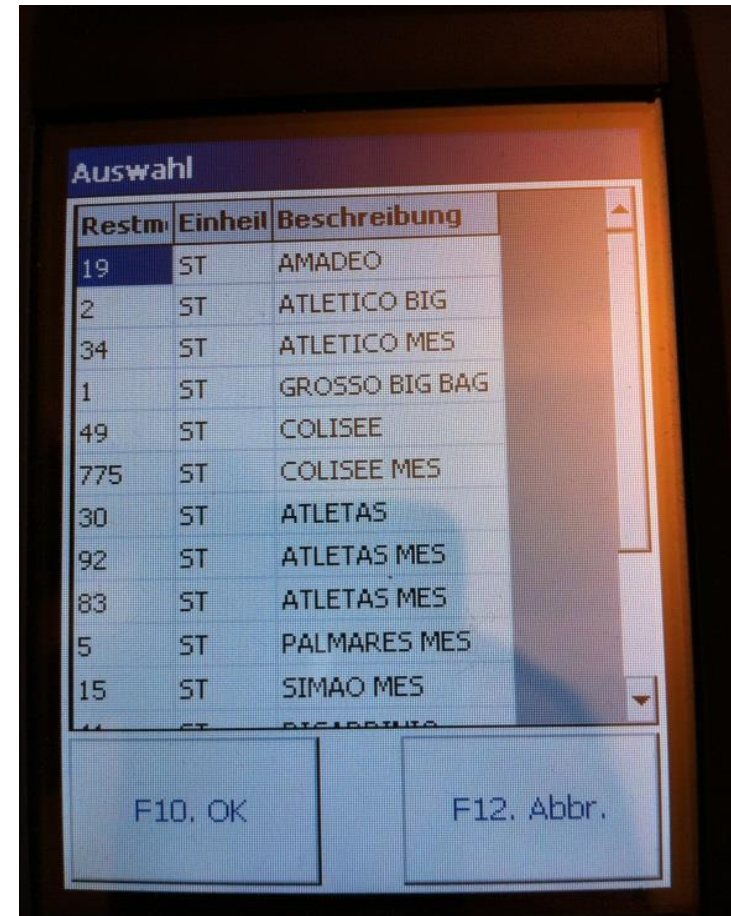 Auswahl
Restm Einheil Beschreibung
19 ST AMADEO
2 ST ATLETICO BIG
34 ST ATLETICO MES
1 ST GROSSO BIG BAG
49 ST COLISEE
775 ST COLISEE MES
30 ST ATLETAS
92 ST ATLETAS MES
83 ST ATLETAS MES
5 ST PALMARES MES
15 ST SIMAO MES
F10. OK F12. Abbr.